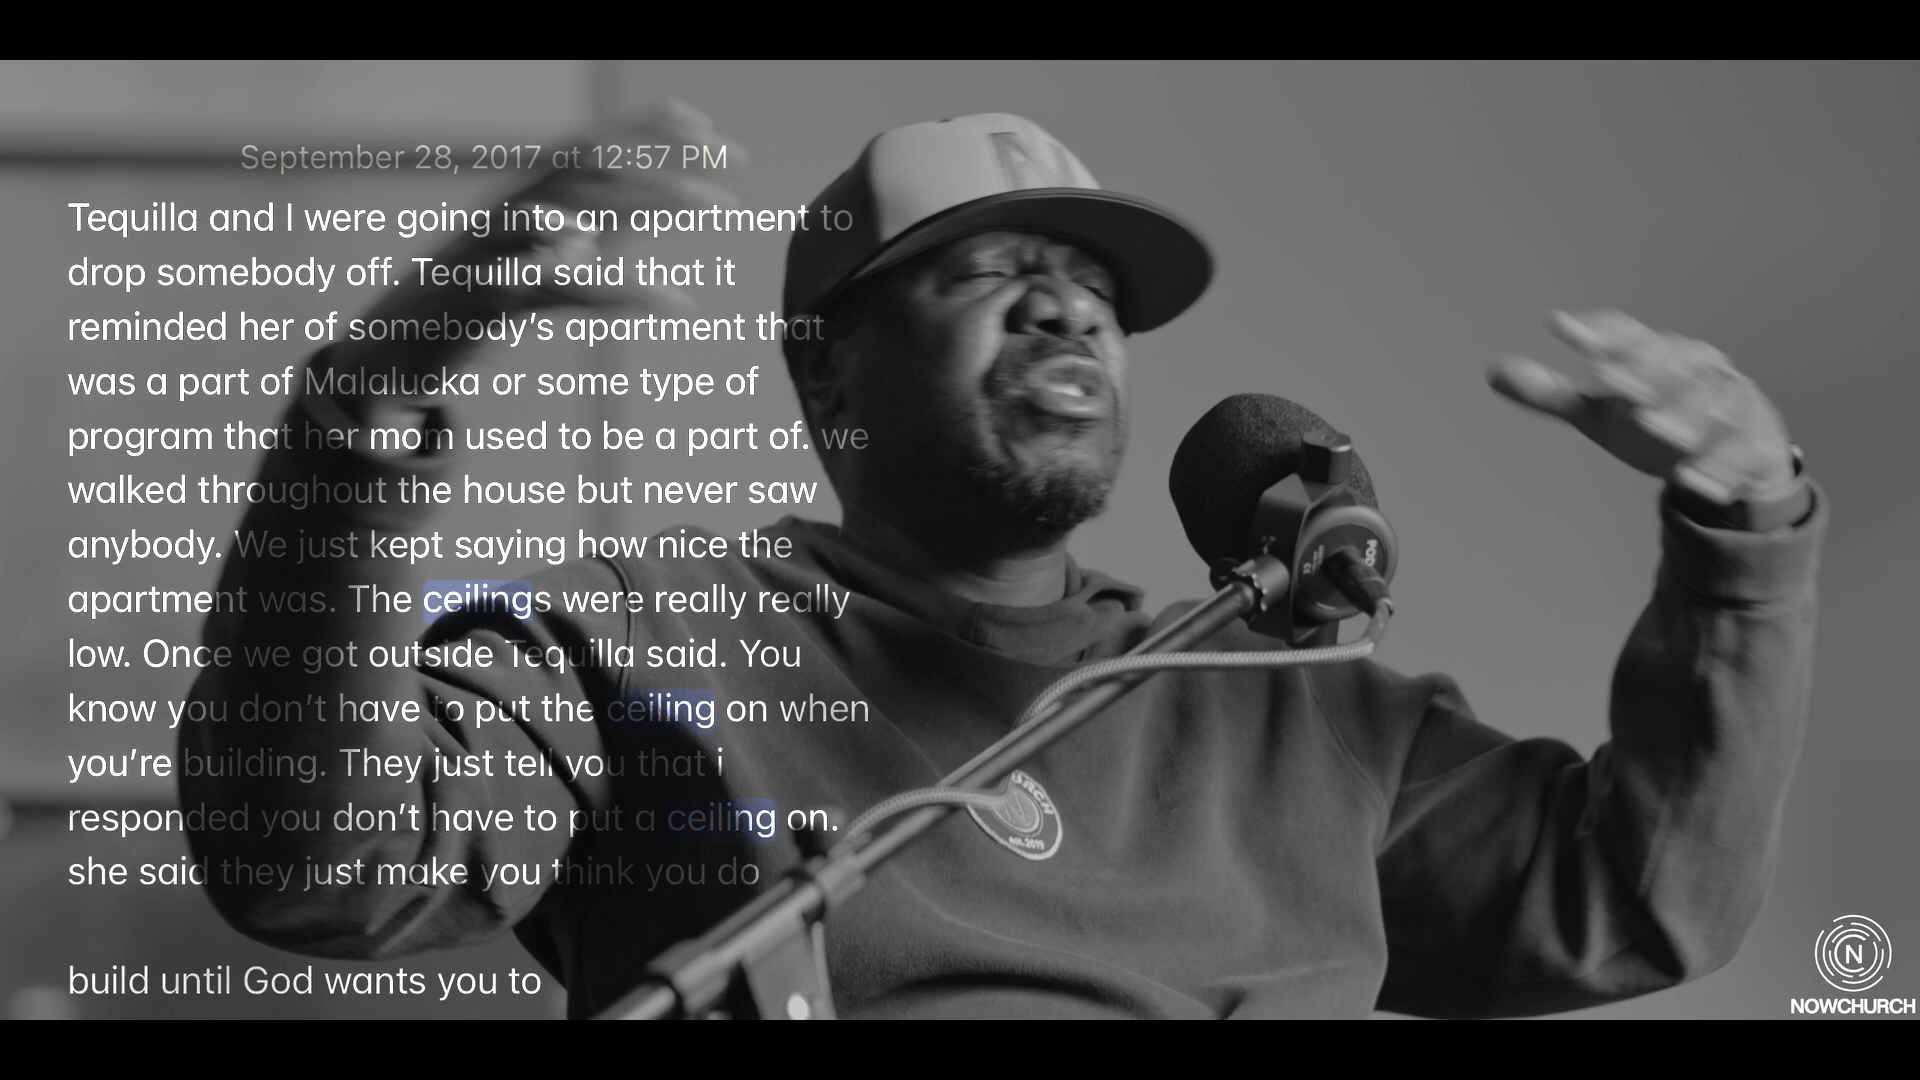 September 28, 2017 at 12:57 PM
Tequilla and I were going into an apartment to
drop somebody off. Tequilla said that it
reminded her of somebody’s apartment that
was a part of Malalucka or some type of
program that her mom used to be a part of. we
walked throughout the house but never saw
anybody. We just kept saying how nice the
apartment was. The ceilings were really really
low. Once we got outside Tequilla said. You
know you don’t have to put the ceiling on when
you’re building. They just tell you that i
responded you don’t have to put a ceiling on.
she said they just make you think you do
build until God wants you to
N
est.2019
N
NOWCHURCH